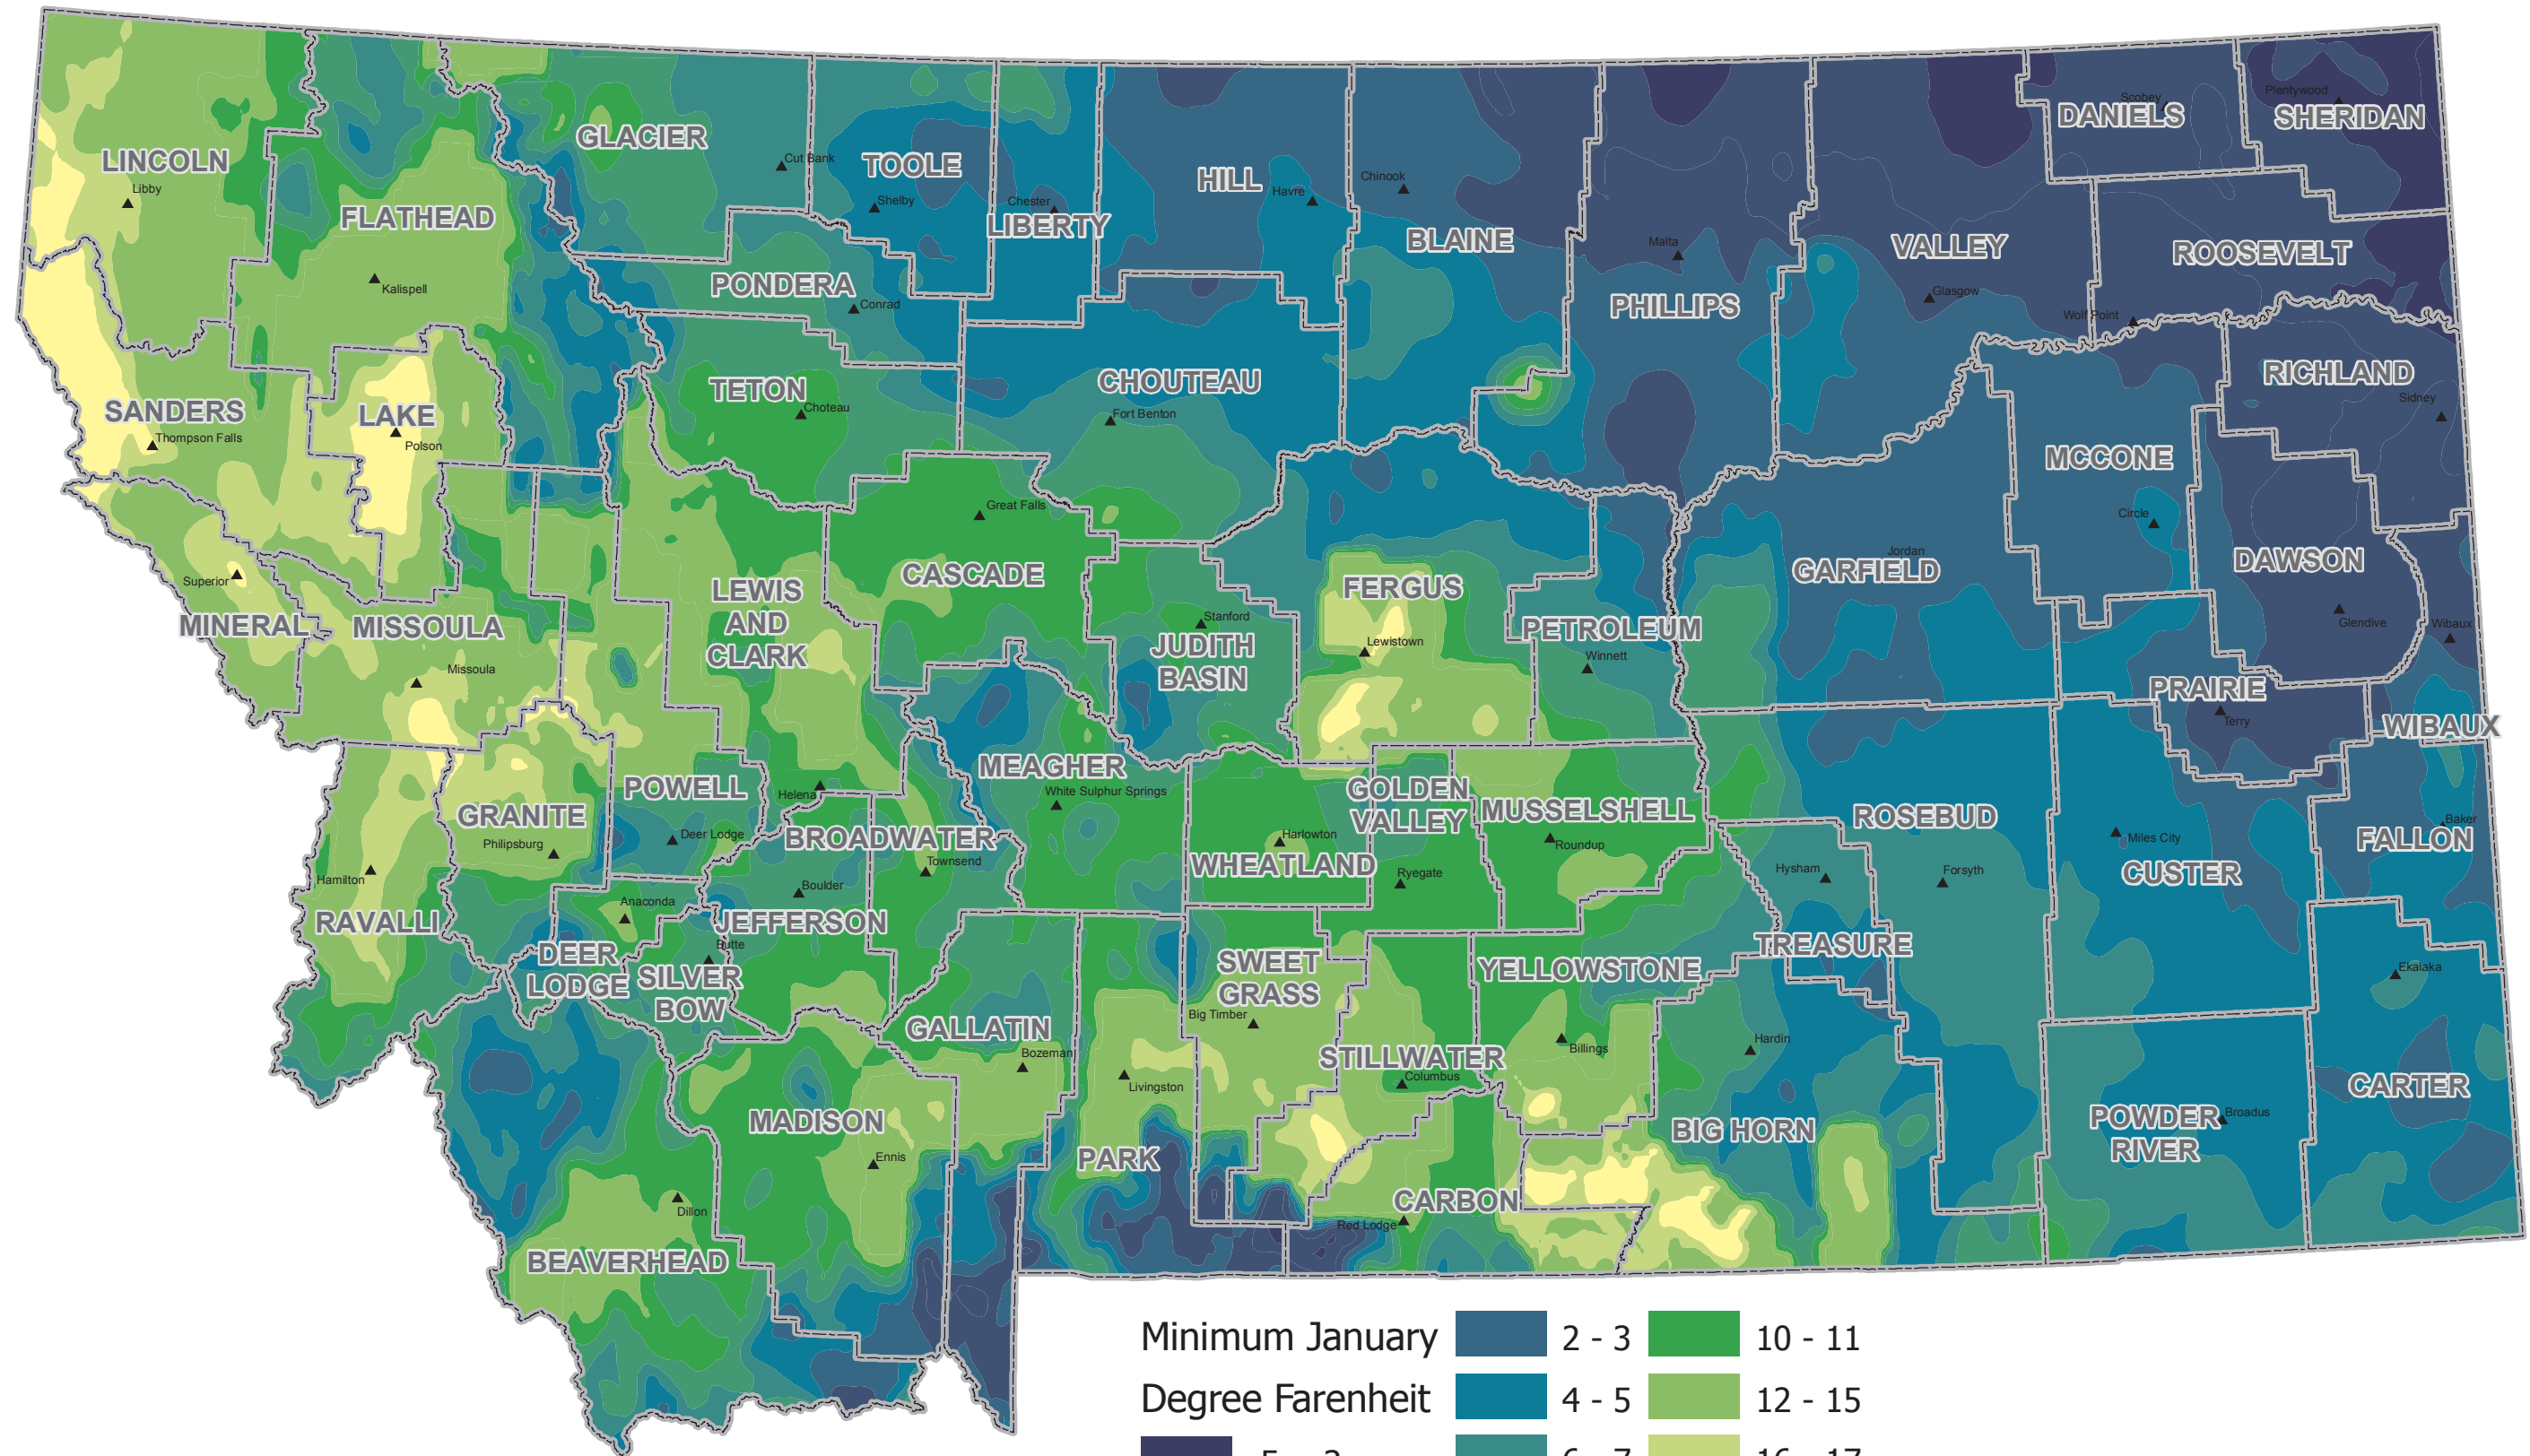 Scobey
Plentywood
DANIELS
SHERIDAN
GLACIER
LINCOLN
Libby
Cut Bank
TOOLE
Shelby
Chester
LIBERTY
HILL
Havre
Chinook
BLAINE
Malta
VALLEY
ROOSEVELT
FLATHEAD
Kalispell
PONDERA
Conrad
PHILLIPS
Glasgow
Wolf Point
RICHLAND
Sidney
TETON
Choteau
CHOUTEAU
Fort Benton
SANDERS
Thompson Falls
LAKE
Polson
MCCONE
Circle
Great Falls
CASCADE
Jordan
GARFIELD
DAWSON
Glendive
Wibaux
Superior
MINERAL
MISSOULA
Missoula
LEWIS
AND
CLARK
Stanford
JUDITH
BASIN
FERGUS
Lewistown
PETROLEUM
Winnett
PRAIRIE
Terry
WIBAUX
MEAGHER
White Sulphur Springs
POWELL
Helena
GRANITE
Philipsburg
Deer Lodge
BROADWATER
Townsend
GOLDEN
VALLEY
Harlowton
WHEATLAND
Ryegate
MUSSELSHELL
Roundup
ROSEBUD
Hysham
Forsyth
Miles City
CUSTER
Baker
FALLON
Hamilton
RAVALLI
Anaconda
Boulder
JEFFERSON
Butte
DEER
LODGE
SILVER
BOW
SWEET
GRASS
Big Timber
YELLOWSTONE
TREASURE
Ekalaka
GALLATIN
Bozeman
Livingston
STILLWATER
Columbus
Billings
Hardin
MADISON
Ennis
PARK
BIG HORN
POWDER
RIVER
Broadus
CARTER
CARBON
Red Lodge
Dillon
BEAVERHEAD
Minimum January
2 - 3
10 - 11
Degree Farenheit
4 - 5
12 - 15
6 - 7
16 - 17